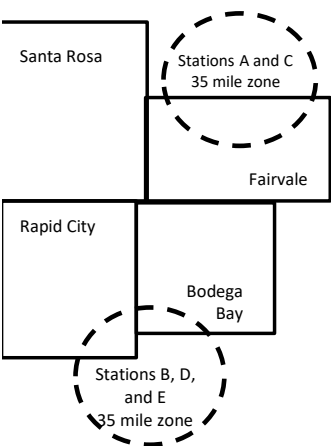 Santa Rosa
Stations A and C
35 mile zone
Fairvale
Rapid City
Bodega
Bay
Stations B, D,
and E
35 mile zone